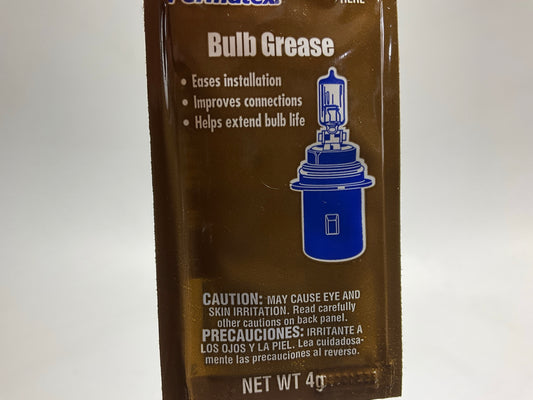 Permatex
HERE
Bulb Grease
• Eases installation
• Improves connections
• Helps extend bulb life
CAUTION: MAY CAUSE EYE AND
SKIN IRRITATION. Read carefully
other cautions on back panel.
PRECAUCIONES: IRRITANTE A
LOS OJOS Y LA PIEL. Lea cuidadosa-
mente las precauciones al reverso.
NET WT 4g